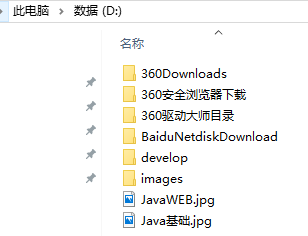 此电脑 > 数据 (D:)
名称
360Downloads
360安全浏览器下载
360驱动大师目录
BaiduNetdiskDownload
develop
images
JavaWEB.jpg
Java基础.jpg